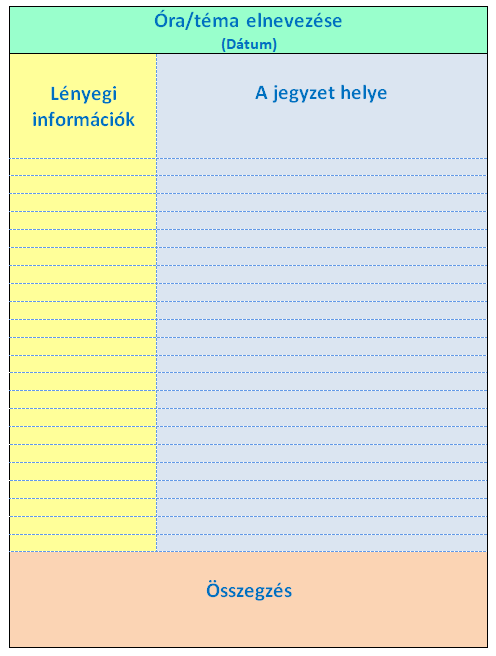 Óra/téma elnevezése
(Dátum)
Lényegi
információk
A jegyzet helye
Összegzés